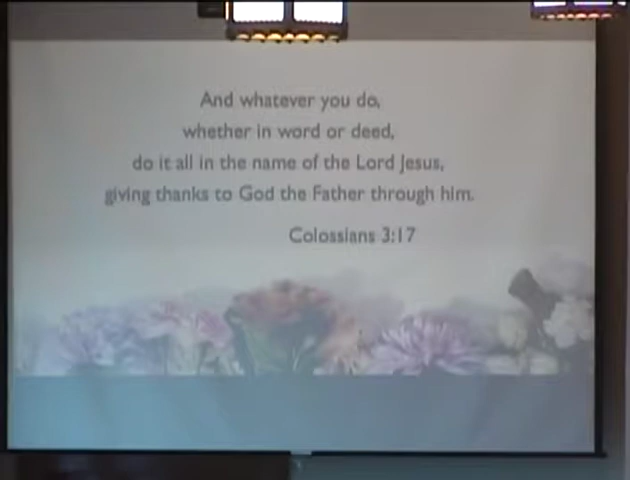 And whatever you do,
whether in word or deed,
do it all in the name of the Lord Jesus,
giving thanks to God the Father through him.
Colossians 3:17